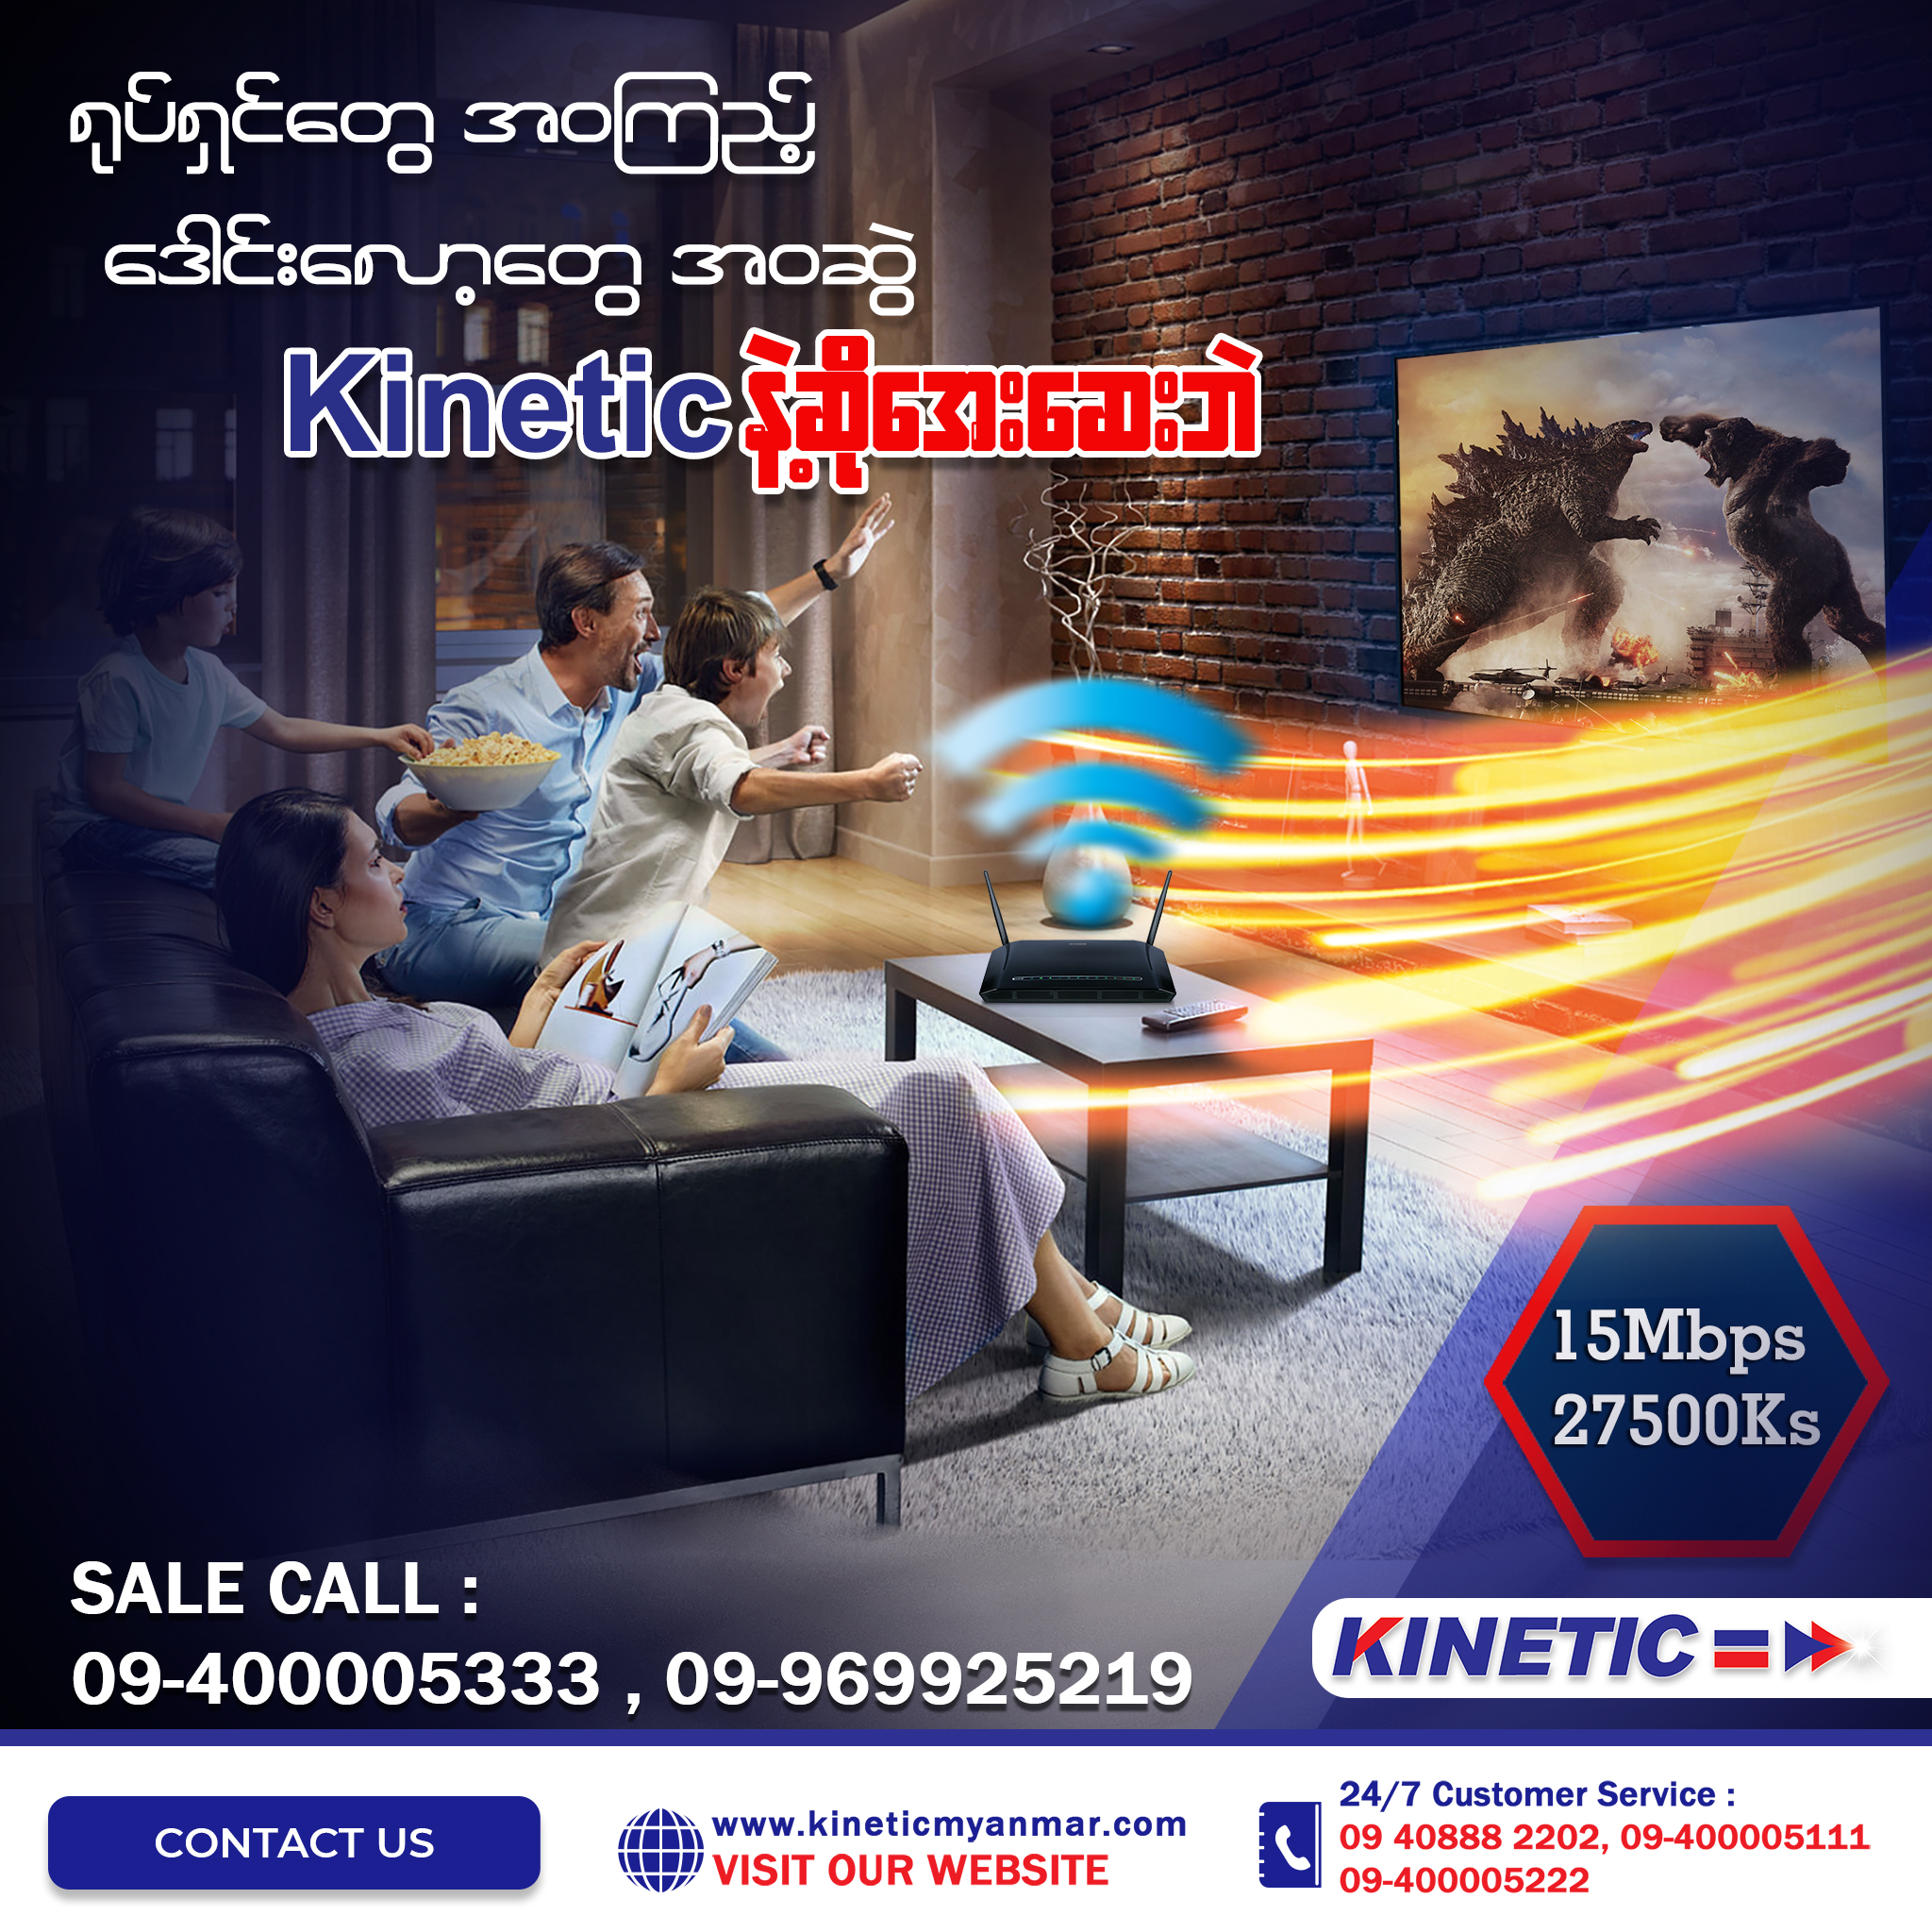 ရုပ်ရှင်တွေ အဝကြည့်
ဒေါင်းလော့တွေ အဝဆွဲ
Kinetic နဲ့ဆိုအေးဆေးဘဲ
15Mbps
27500Ks
SALE CALL :
09-400005333 , 09-969925219
KINETIC
CONTACT US
www.kineticmyanmar.com
VISIT OUR WEBSITE
24/7 Customer Service :
09 40888 2202, 09-400005111
09-400005222